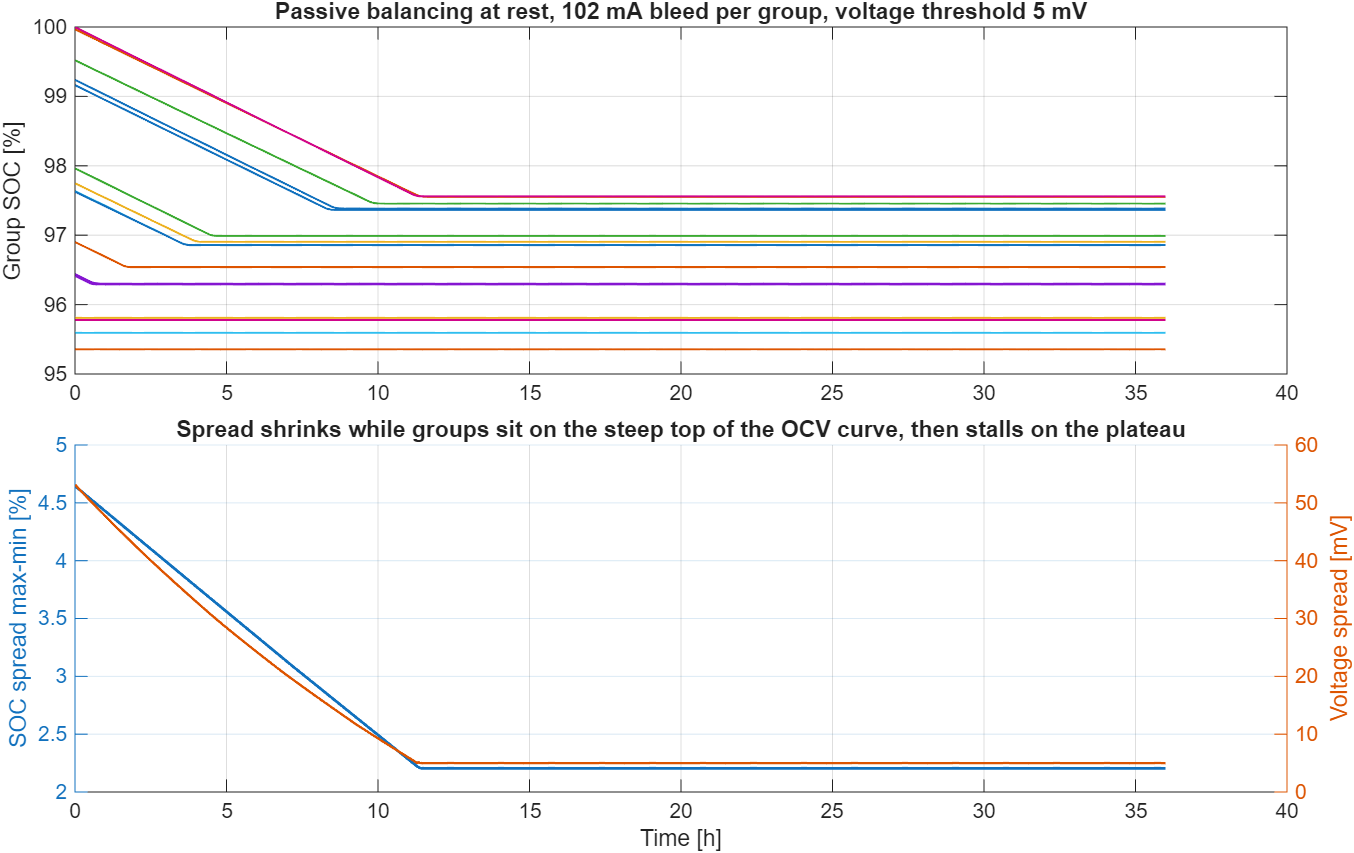 Passive balancing at rest, 102 mA bleed per group, voltage threshold 5 mV
Group SOC [%]
100
99
98
97
96
95
0 5 10 15 20 25 30 35 40
Spread shrinks while groups sit on the steep top of the OCV curve, then stalls on the plateau
SOC spread max-min [%]
5
4.5
4
3.5
3
2.5
2
60
50
40
30
20
10
0
Voltage spread [mV]
0 5 10 15 20 25 30 35 40
Time [h]